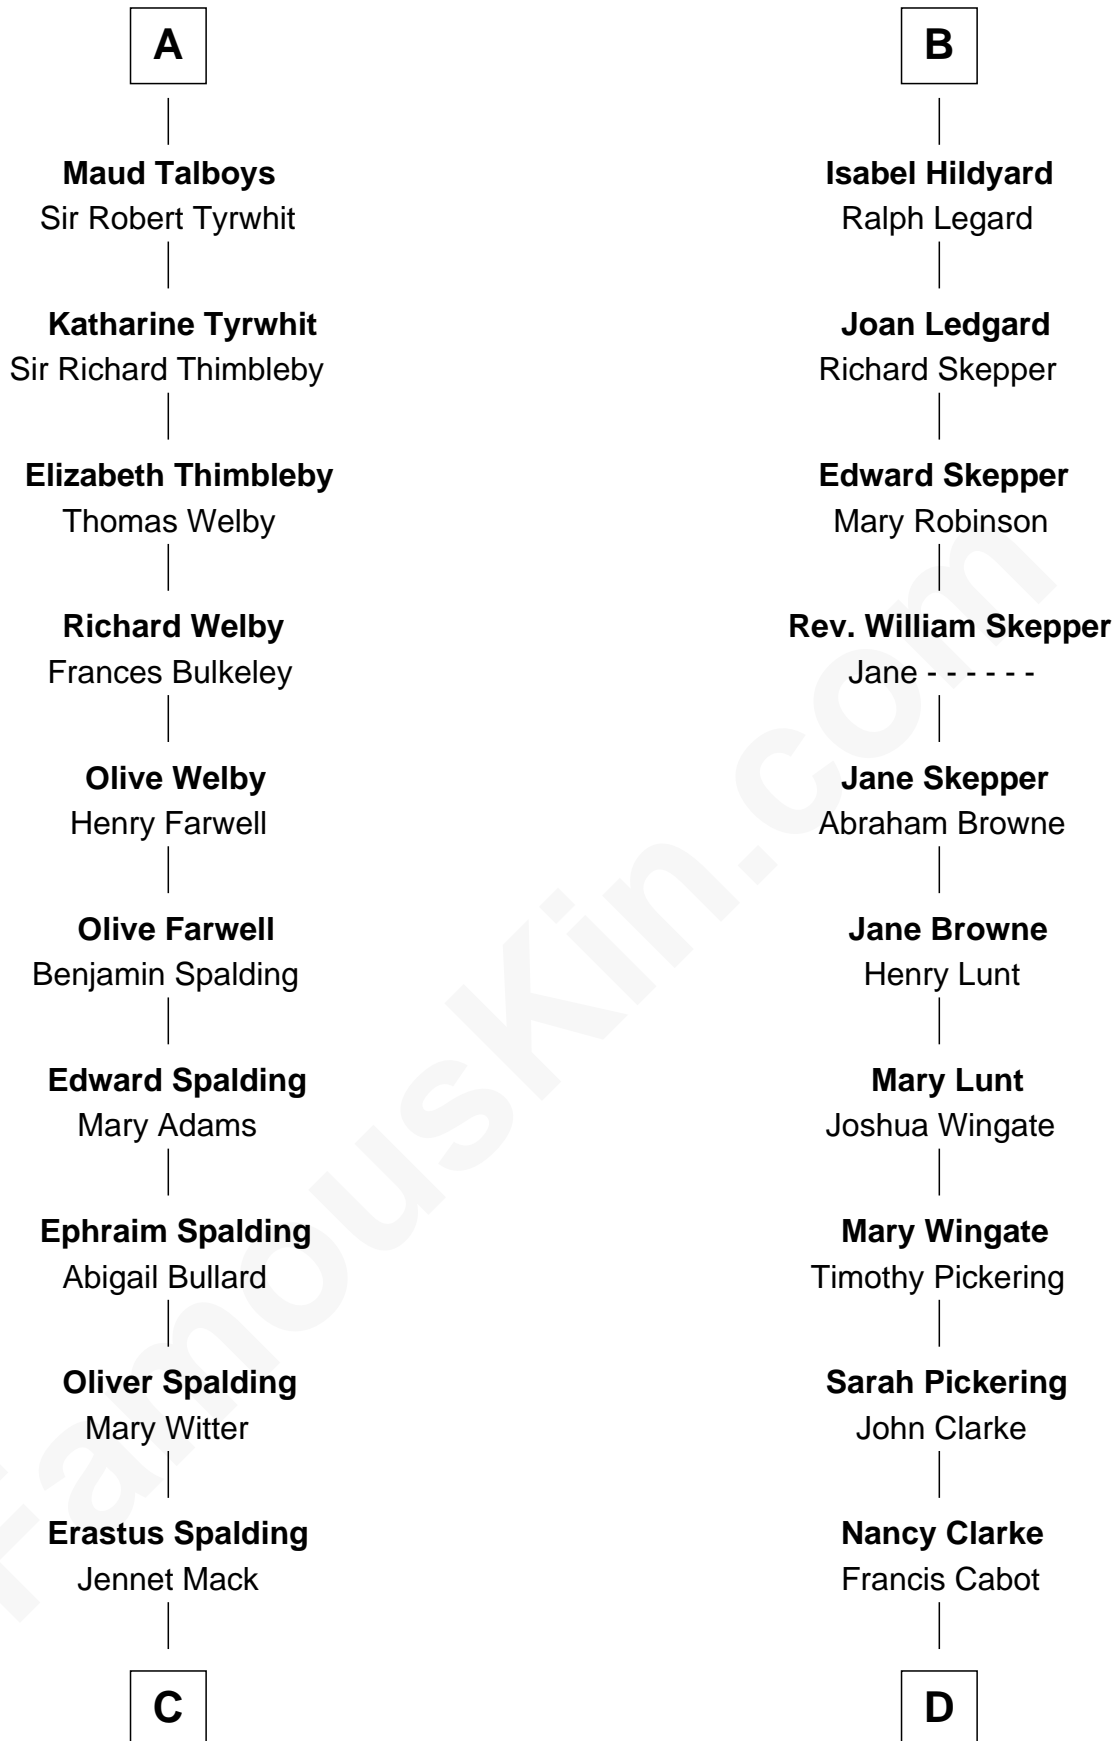 A
Maud Talboys
Sir Robert Tyrwhit
Katharine Tyrwhit
Sir Richard Thimbleby
Elizabeth Thimbleby
Thomas Welby
Richard Welby
Frances Bulkeley
Olive Welby
Henry Farwell
Olive Farwell
Benjamin Spalding
Edward Spalding
Mary Adams
Ephraim Spalding
Abigail Bullard
Oliver Spalding
Mary Witter
Erastus Spalding
Jennet Mack
C
B
Isabel Hildyard
Ralph Legard
Joan Ledgard
Richard Skepper
Edward Skepper
Mary Robinson
Rev. William Skepper
Jane - - - - - -
Jane Skepper
Abraham Browne
Jane Browne
Henry Lunt
Mary Lunt
Joshua Wingate
Mary Wingate
Timothy Pickering
Sarah Pickering
John Clarke
Nancy Clarke
Francis Cabot
D
FamousKin.com